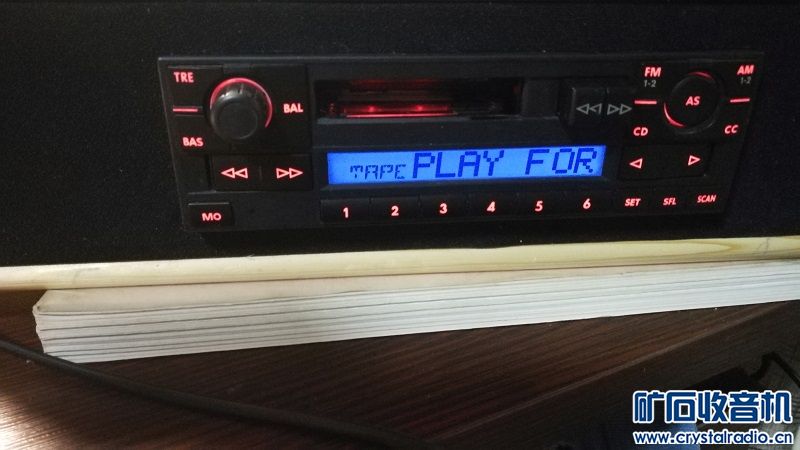 TRE
BAL
BAS
MO
TAPE PLAY FOR
1 2 3 4 5 6
FM
1-2
AM
1-2
AS
CD
CC
SET SFL SCAN
矿石收音机
www.crystalradio.cn